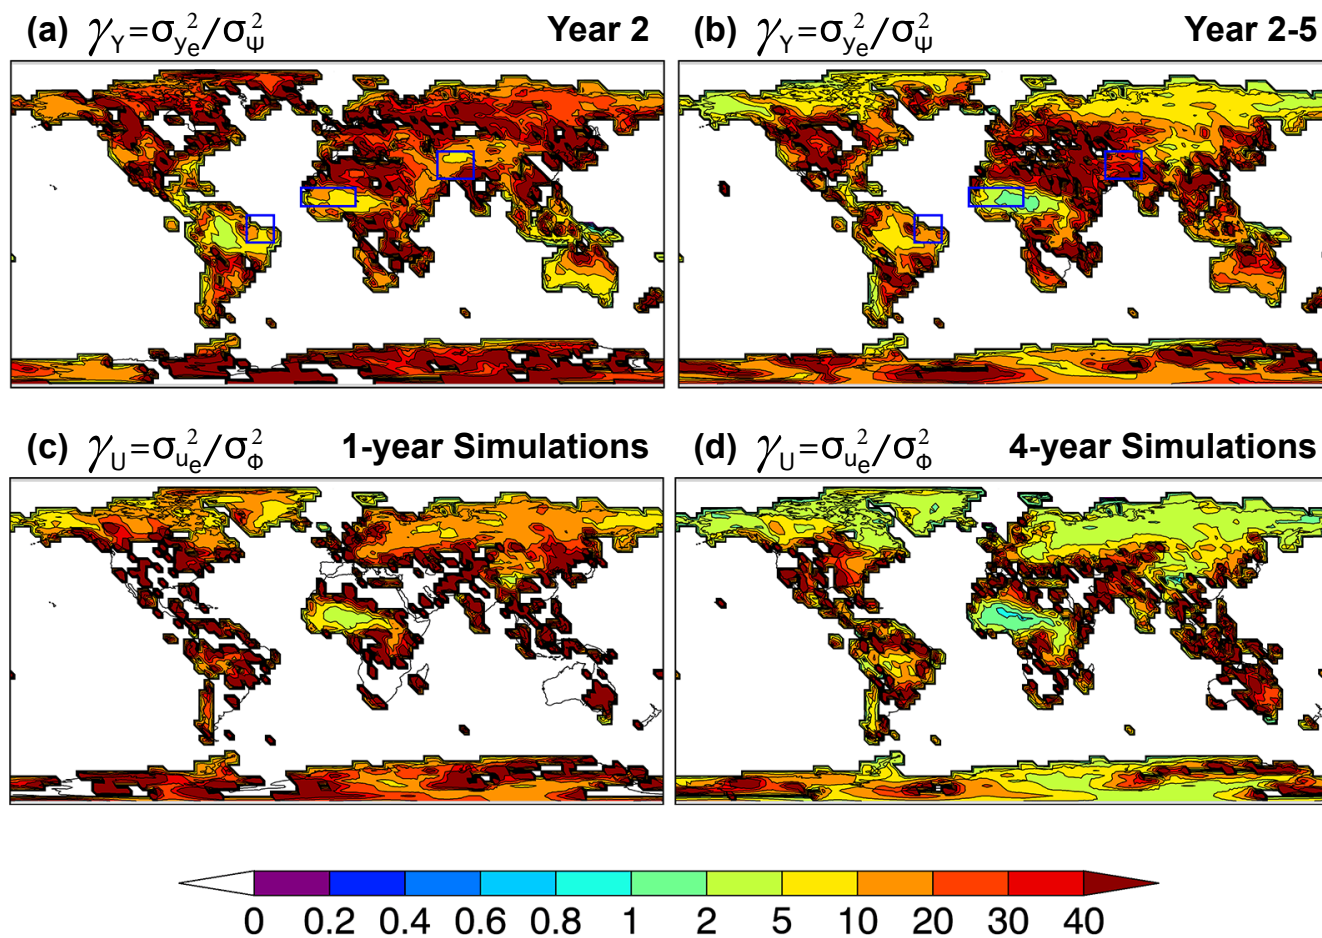 (a) γY=σye²/σΨ² Year 2
(b) γY=σye²/σΨ² Year 2-5
(c) γU=σue²/σΦ² 1-year Simulations
(d) γU=σue²/σΦ² 4-year Simulations
0 0.2 0.4 0.6 0.8 1 2 5 10 20 30 40